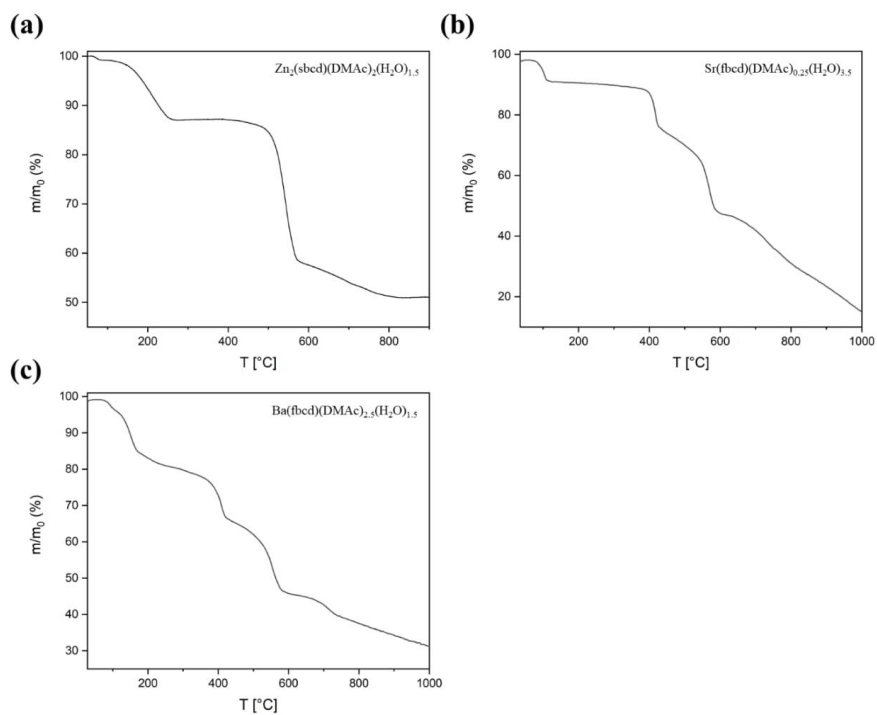 (a)
100
90
80
70
60
50
m/m₀ (%)
Zn₂(sbcd)(DMAc)₂(H₂O)₁.₅
200
400
600
800
T [°C]
(b)
100
80
60
40
20
m/m₀ (%)
Sr(fbcd)(DMAc)₀.₂₅(H₂O)₃.₅
200
400
600
800
1000
T [°C]
(c)
100
90
80
70
60
50
40
30
m/m₀ (%)
Ba(fbcd)(DMAc)₂.₅(H₂O)₁.₅
200
400
600
800
1000
T [°C]